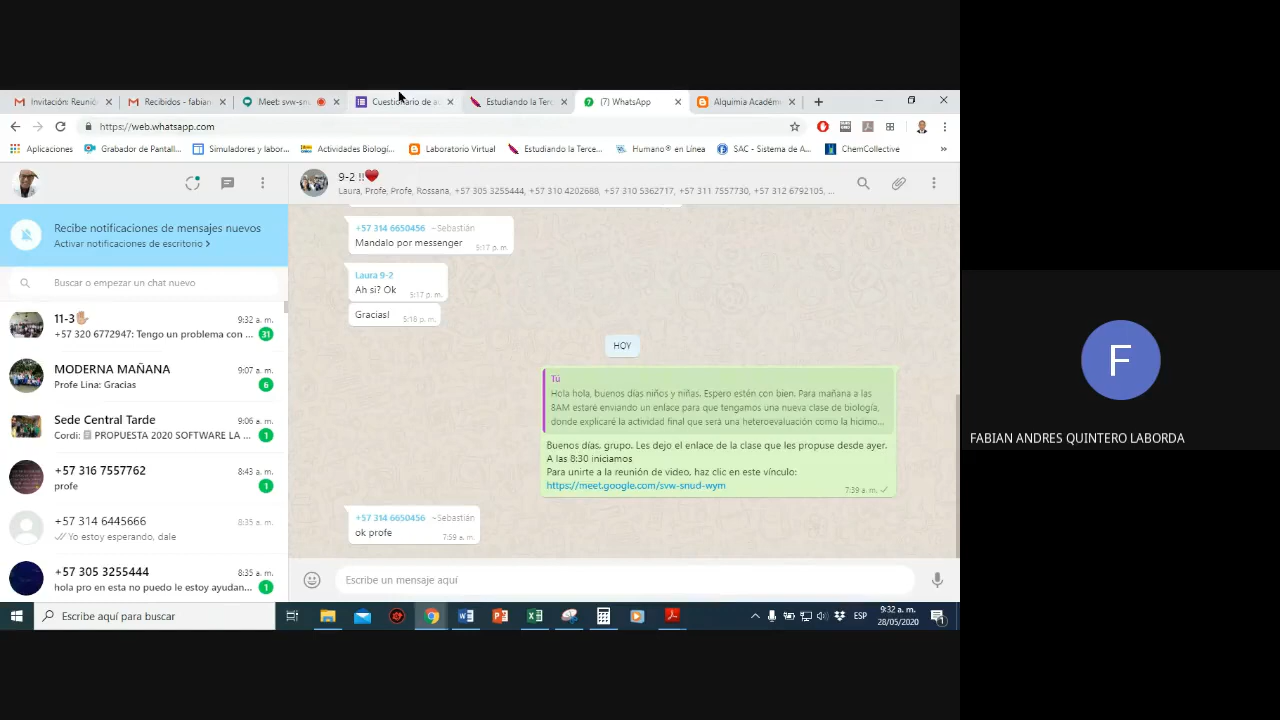 Invitación: Reunió
Recibidos - fabian
Meet: svw-sn
Cuestionario de a
Estudiando la Ter
(7) WhatsApp
Alquimia Académ
https://web.whatsapp.com
Aplicaciones
Grabador de Pantall...
Simuladores y labor...
Actividades Biologí...
Laboratorio Virtual
Estudiando la Terce...
Humano® en Línea
SAC - Sistema de A...
ChemCollective
»
9-2 !!❤️
Laura, Profe, Profe, Rossana, +57 305 3255444, +57 310 4202688, +57 310 5362717, +57 311 7557730, +57 312 6792105, ...
Recibe notificaciones de mensajes nuevos
Activar notificaciones de escritorio >
Buscar o empezar un chat nuevo
11-3 9:32 a. m.
+57 320 6772947: Tengo un problema con ... 31
MODERNA MAÑANA 9:07 a. m.
Profe Lina: Gracias 6
Sede Central Tarde 9:06 a. m.
Cordi: PROPUESTA 2020 SOFTWARE LA ... 1
+57 316 7557762 8:43 a. m.
profe 1
+57 314 6445666 8:35 a. m.
Yo estoy esperando, dale
+57 305 3255444 8:35 a. m.
hola pro en esta no puedo le estoy ayudan... 1
+57 314 6650456 ~Sebastián
Mandalo por messenger 5:17 p. m.
Laura 9-2
Ah si? Ok 5:17 p. m.
Gracias! 5:18 p. m.
HOY
Tú
Hola hola, buenos días niños y niñas. Espero estén con bien. Para mañana a las
8AM estaré enviando un enlace para que tengamos una nueva clase de biología,
donde explicaré la actividad final que será una heteroevaluación como la hicimo...
Buenos días, grupo. Les dejo el enlace de la clase que les propuse desde ayer.
A las 8:30 iniciamos
Para unirte a la reunión de video, haz clic en este vínculo:
https://meet.google.com/svw-snud-wym
7:39 a. m.
+57 314 6650456 ~Sebastián
ok profe 7:59 a. m.
Escribe un mensaje aquí
Escribe aquí para buscar
ESP
9:32 a. m.
28/05/2020
1
F
FABIAN ANDRES QUINTERO LABORDA